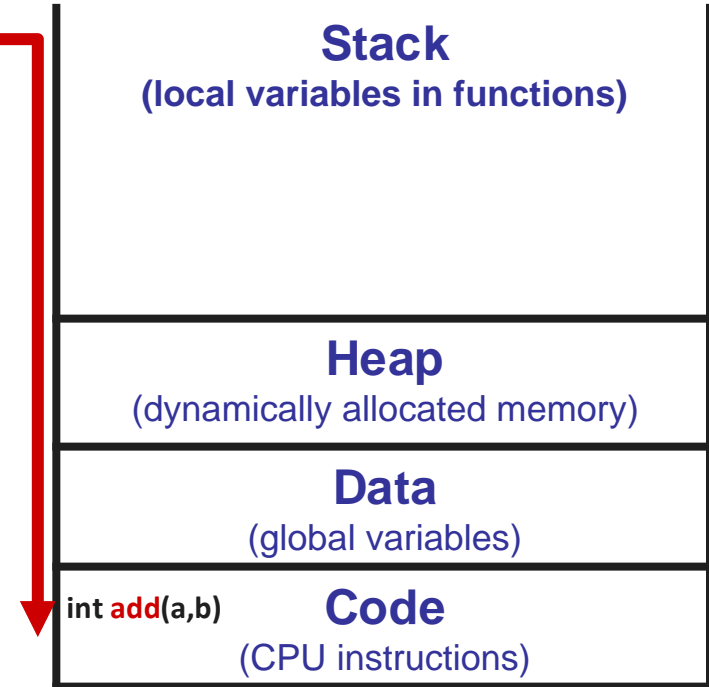 Stack
(local variables in functions)
Heap
(dynamically allocated memory)
Data
(global variables)
int add(a,b)
Code
(CPU instructions)